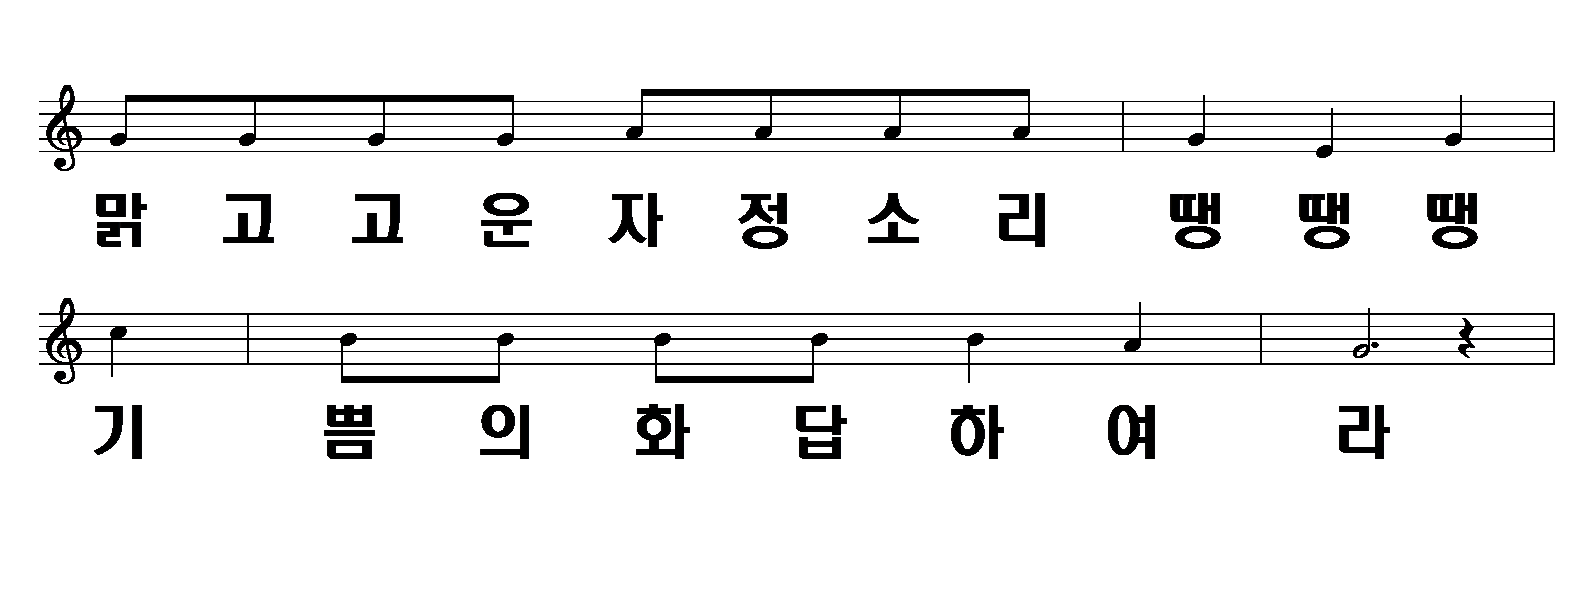 맑 고 고 운 자 정 소 리 땡 땡 땡
기 쁨 의 화 답 하 여 라